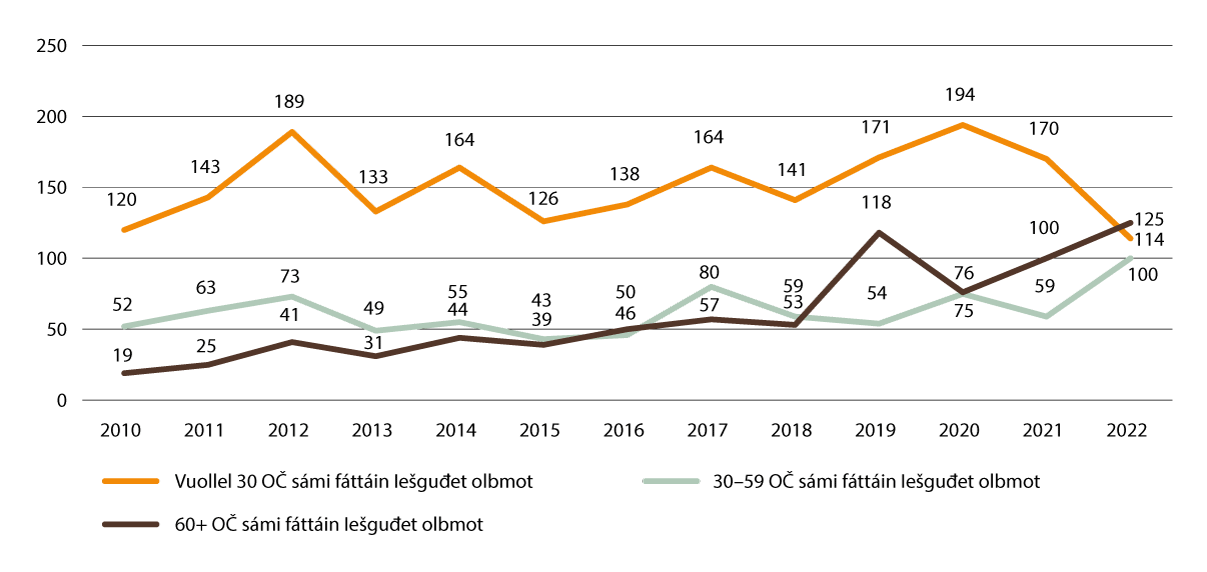 250
200
150
100
50
0
120 143 189 133 164 126 138 164 141 171 194 170 114
52 63 73 49 55 43 46 80 59 54 75 59 100
19 25 41 31 44 39 50 57 53 118 76 100 125
2010 2011 2012 2013 2014 2015 2016 2017 2018 2019 2020 2021 2022
Vuollel 30 OČ sámi fáttáin Iešguđet olbmot
30–59 OČ sámi fáttáin Iešguđet olbmot
60+ OČ sámi fáttáin Iešguđet olbmot